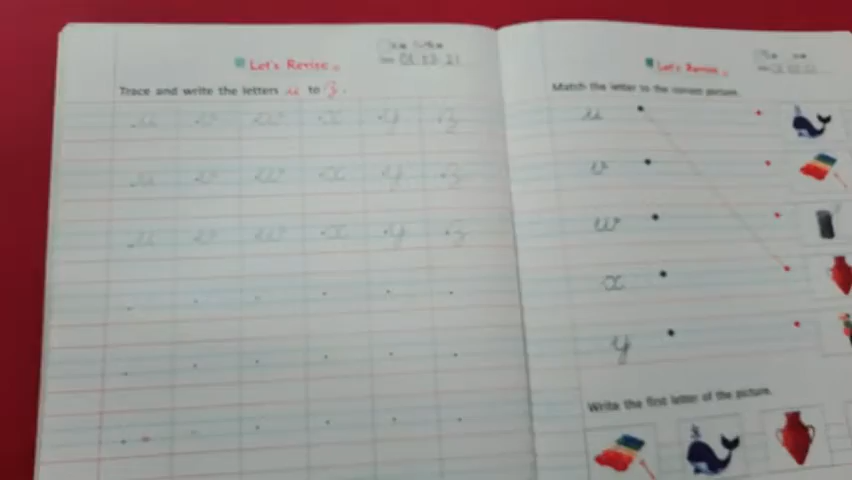 Let's Revise
Trace and write the letters u to z.
u v w x y z
u v w x y z
u v w x y z
Let's Revise
Match the letter to the correct picture.
u
v
w
x
y
Write the first letter of the picture.